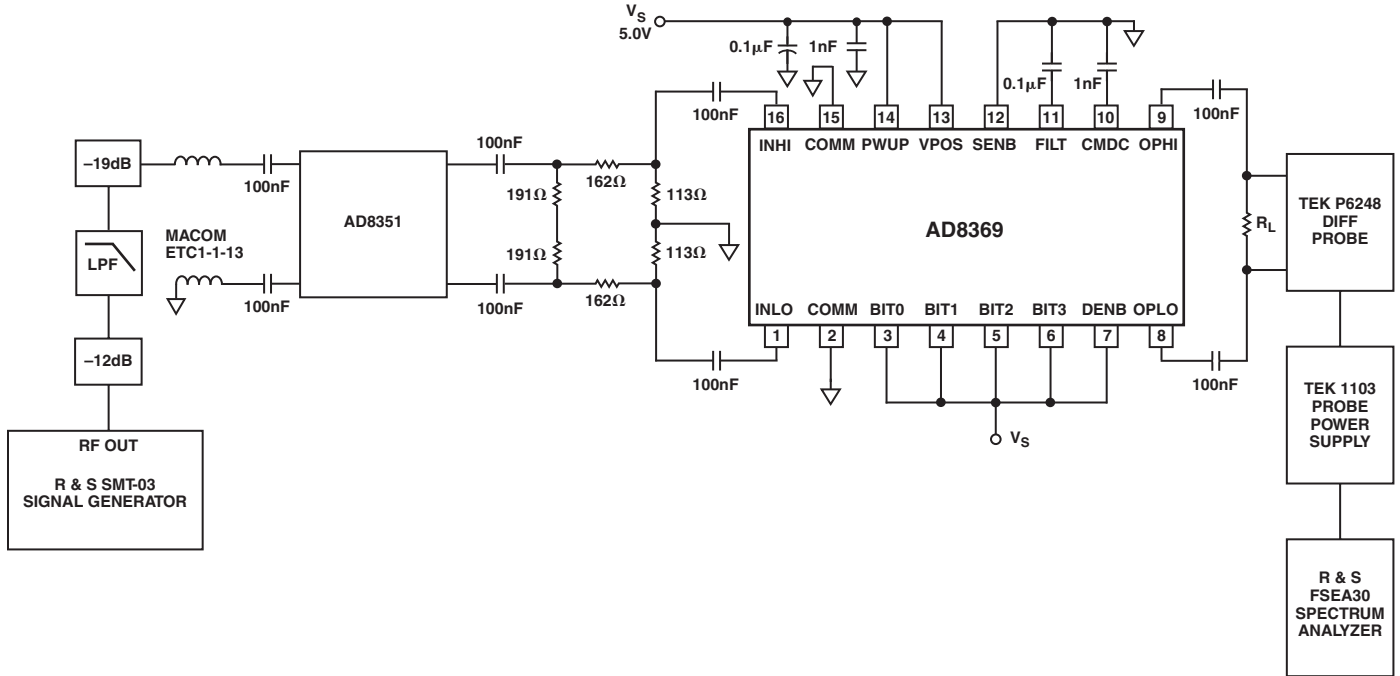 VS
5.0V
0.1µF
1nF
0.1µF
1nF
100nF
100nF
16
15
14
13
12
11
10
9
INHI
COMM
PWUP
VPOS
SENB
FILT
CMDC
OPHI
–19dB
100nF
100nF
AD8351
191Ω
162Ω
113Ω
AD8369
RL
TEK P6248
DIFF
PROBE
MACOM
ETC1-1-13
LPF
191Ω
113Ω
100nF
100nF
162Ω
INLO
COMM
BIT0
BIT1
BIT2
BIT3
DENB
OPLO
1
2
3
4
5
6
7
8
–12dB
100nF
100nF
VS
TEK 1103
PROBE
POWER
SUPPLY
RF OUT
R & S SMT-03
SIGNAL GENERATOR
R & S
FSEA30
SPECTRUM
ANALYZER